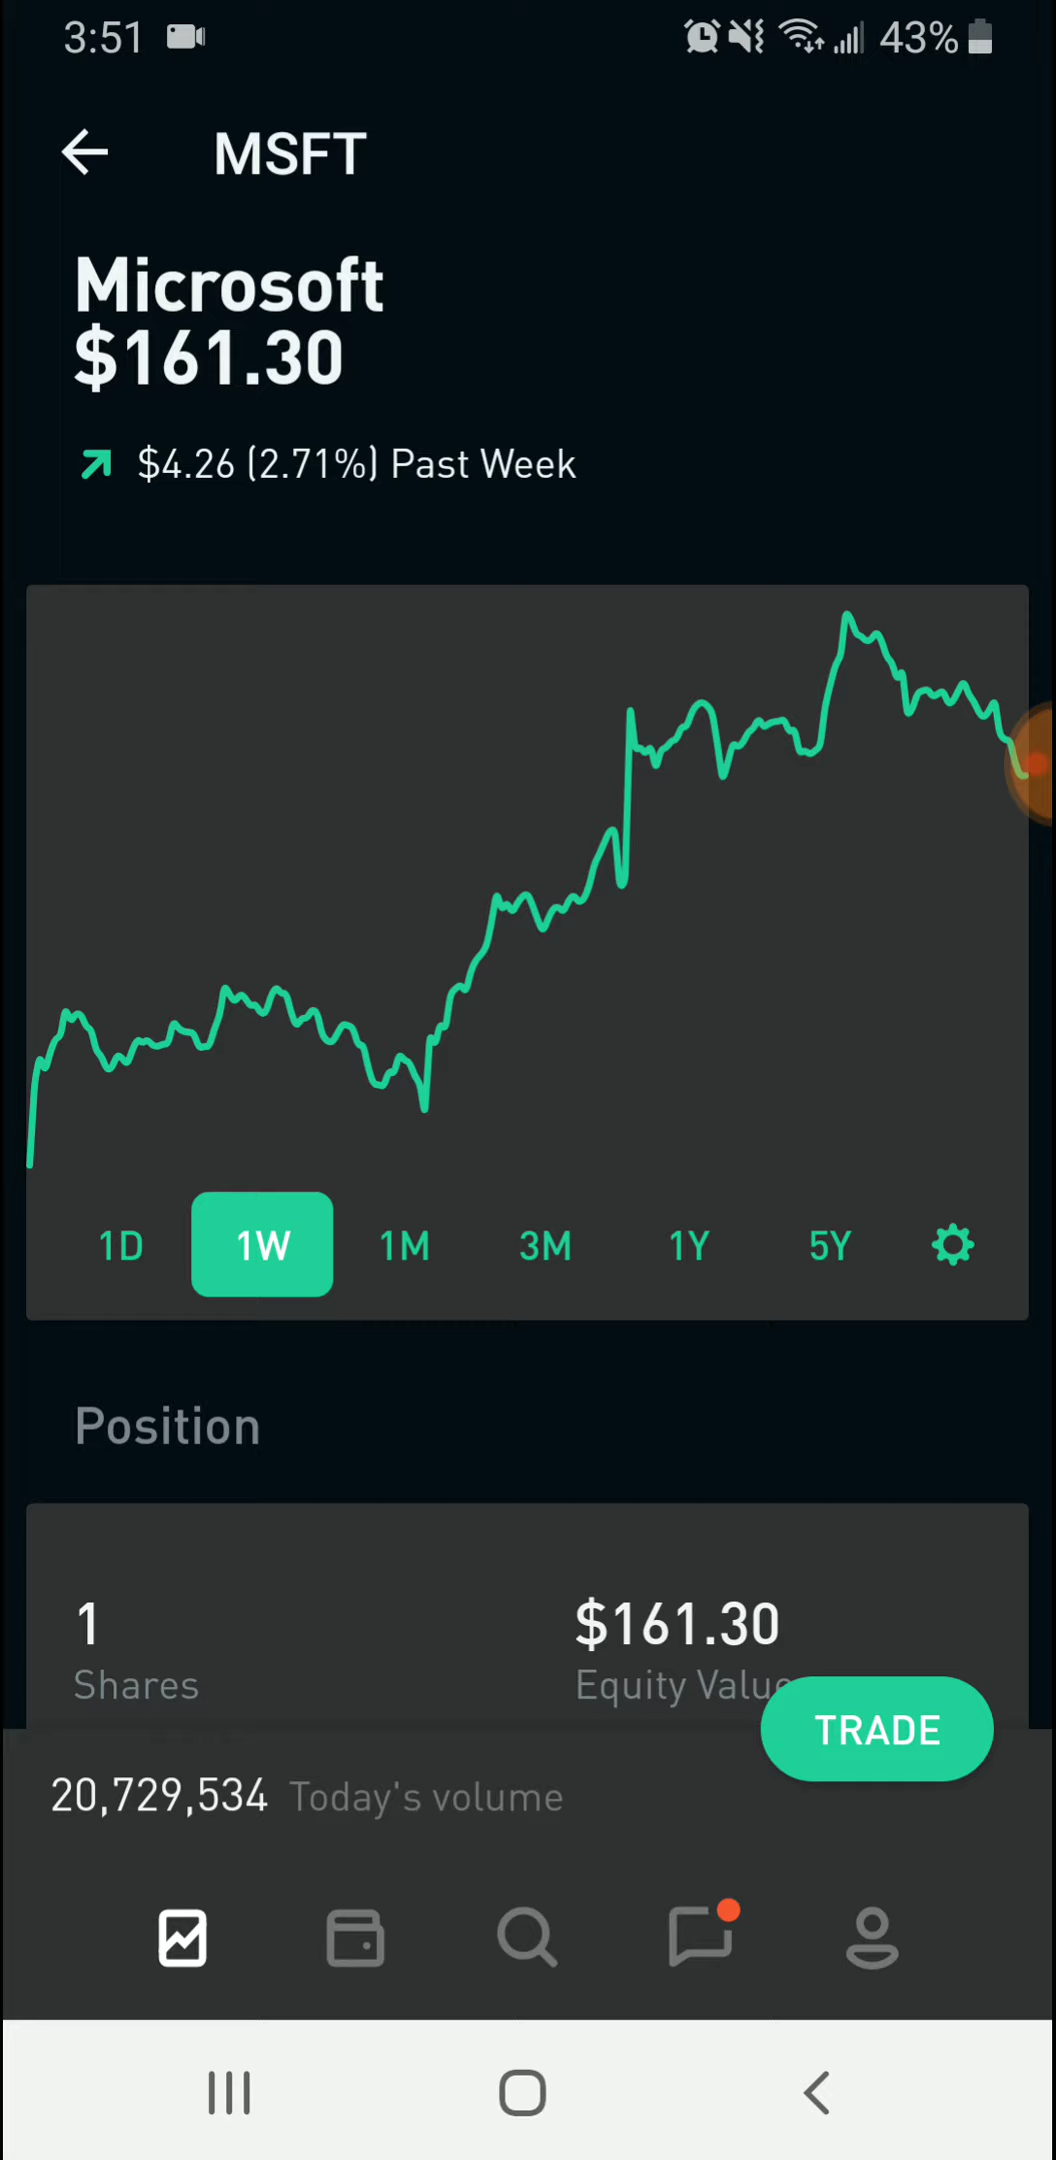 3:51 43%
MSFT
Microsoft
$161.30
$4.26 (2.71%) Past Week
1D 1W 1M 3M 1Y 5Y
Position
1 $161.30
Shares Equity Value
TRADE
20,729,534 Today's volume